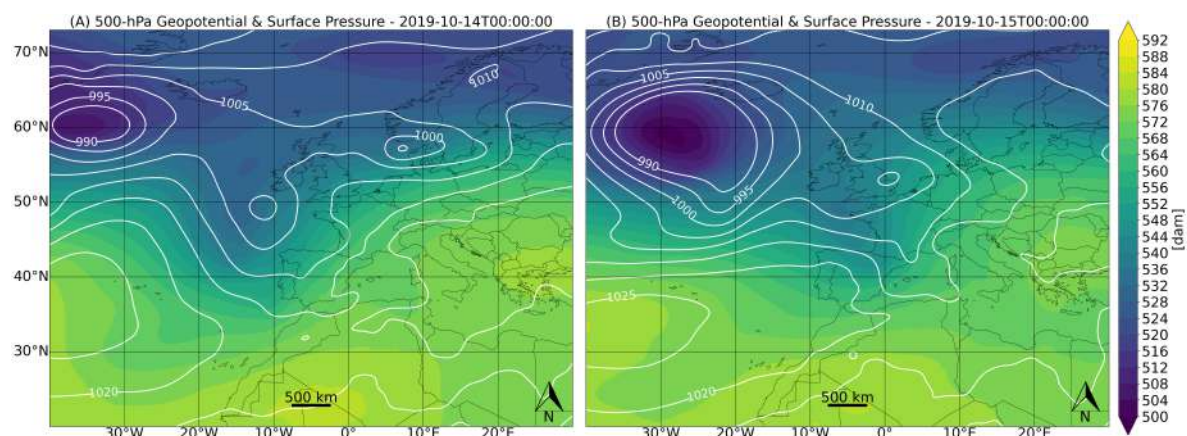 (A) 500-hPa Geopotential & Surface Pressure - 2019-10-14T00:00:00
(B) 500-hPa Geopotential & Surface Pressure - 2019-10-15T00:00:00
70°N
60°N
50°N
40°N
30°N
995
990
1005
1010
1000
1020
500 km
N
30°W
20°W
10°W
0°
10°E
20°E
1005
1010
990
995
1000
1025
1020
500 km
N
30°W
20°W
10°W
0°
10°E
20°E
592
584
580
576
572
568
564
560
556
552
548
544
540
536
532
528
524
520
516
512
508
504
500
[dam]